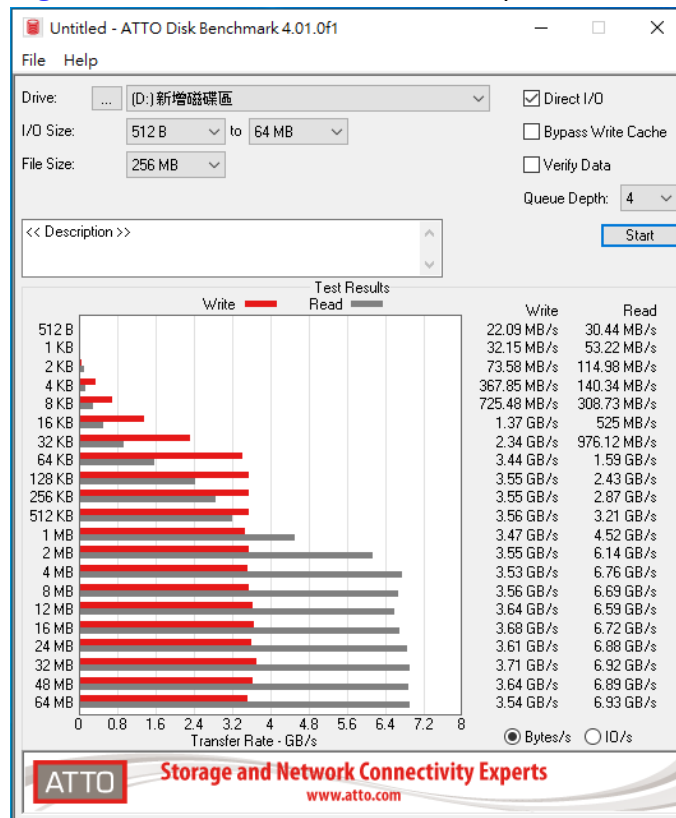 Untitled - ATTO Disk Benchmark 4.01.0f1
File Help
Drive: ... (D:)新增磁碟區 Direct I/O
I/O Size: 512 B to 64 MB Bypass Write Cache
File Size: 256 MB Verify Data
Queue Depth: 4
<< Description >> Start
Test Results
Write Read Write Read
512 B 22.09 MB/s 30.44 MB/s
1 KB 32.15 MB/s 53.22 MB/s
2 KB 73.58 MB/s 114.98 MB/s
4 KB 367.85 MB/s 140.34 MB/s
8 KB 725.48 MB/s 308.73 MB/s
16 KB 1.37 GB/s 525 MB/s
32 KB 2.34 GB/s 976.12 MB/s
64 KB 3.44 GB/s 1.59 GB/s
128 KB 3.55 GB/s 2.43 GB/s
256 KB 3.55 GB/s 2.87 GB/s
512 KB 3.56 GB/s 3.21 GB/s
1 MB 3.47 GB/s 4.52 GB/s
2 MB 3.55 GB/s 6.14 GB/s
4 MB 3.53 GB/s 6.76 GB/s
8 MB 3.56 GB/s 6.69 GB/s
12 MB 3.64 GB/s 6.59 GB/s
16 MB 3.68 GB/s 6.72 GB/s
24 MB 3.61 GB/s 6.88 GB/s
32 MB 3.71 GB/s 6.92 GB/s
48 MB 3.64 GB/s 6.89 GB/s
64 MB 3.54 GB/s 6.93 GB/s
0 0.8 1.6 2.4 3.2 4 4.8 5.6 6.4 7.2 8
Transfer Rate - GB/s Bytes/s IO/s
ATTO Storage and Network Connectivity Experts
www.atto.com